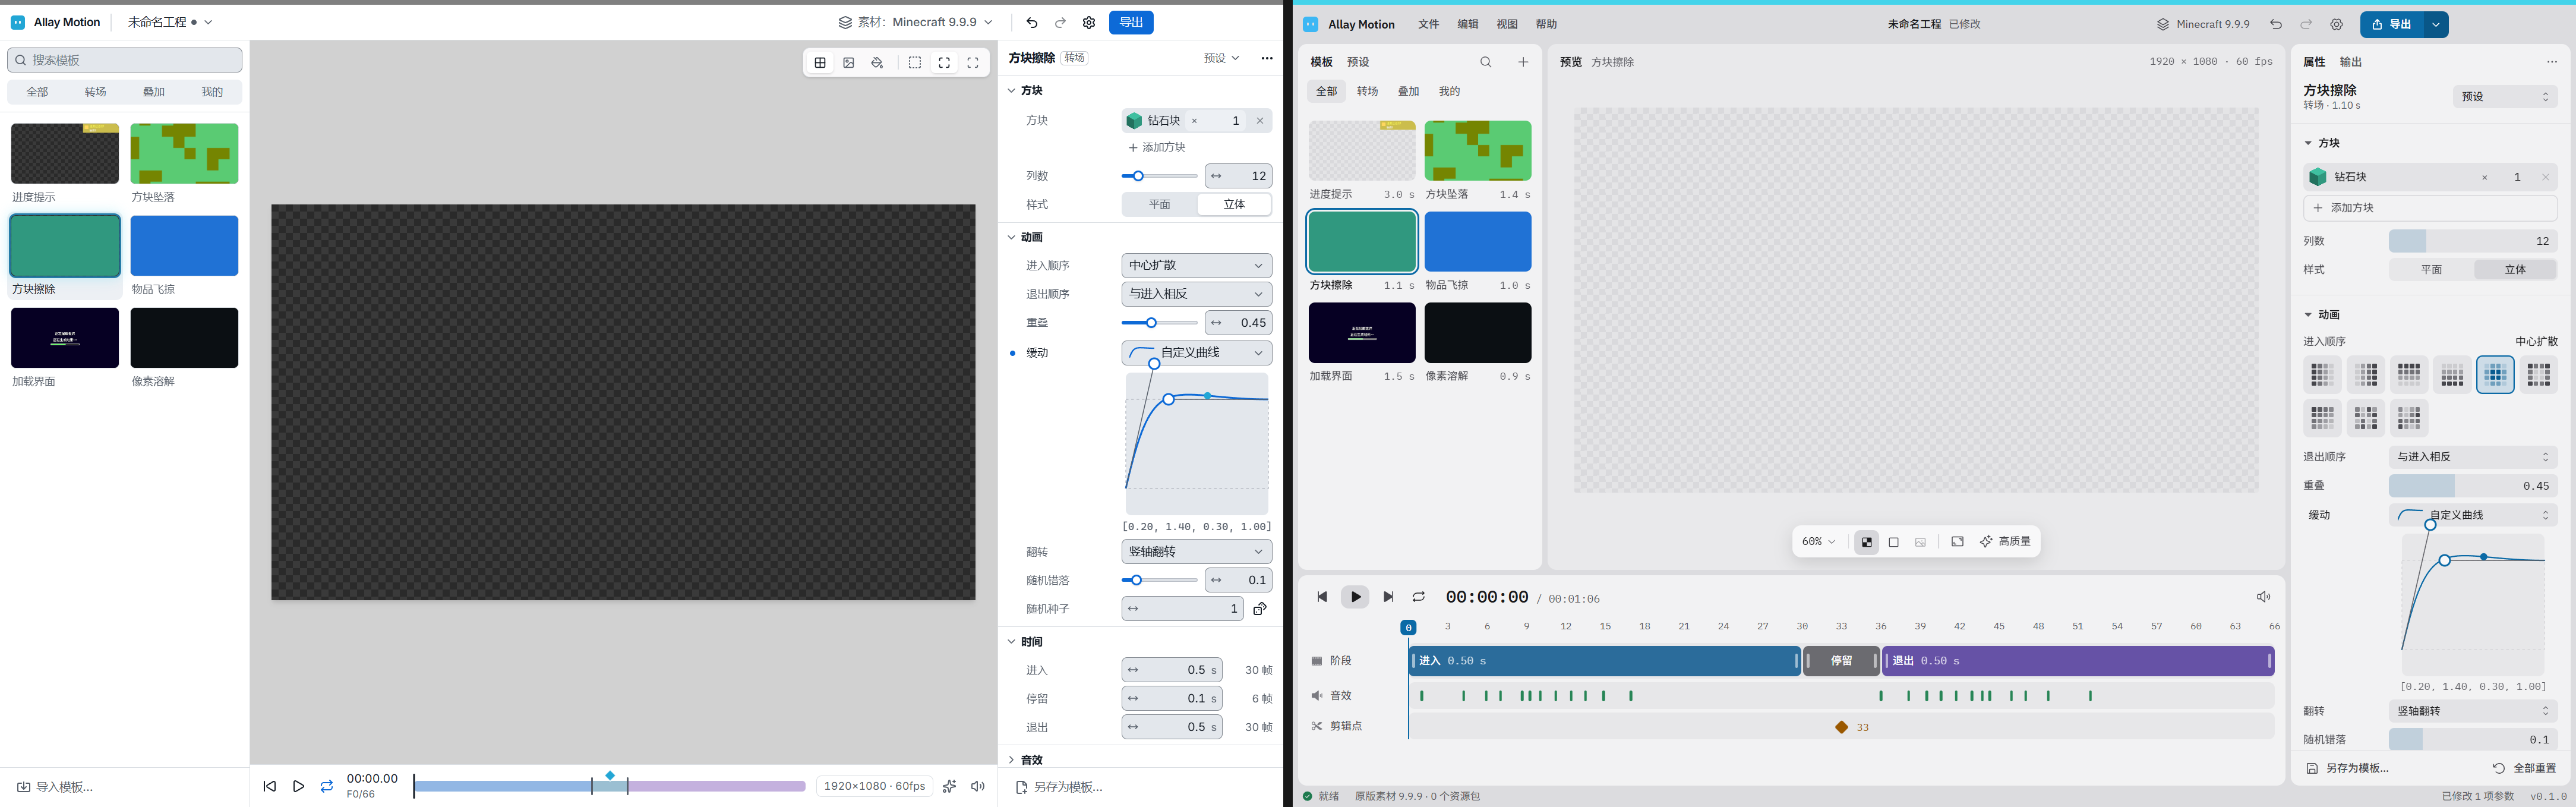 Allay Motion
未命名工程
素材: Minecraft 9.9.9
导出
搜索模板
全部 转场 叠加 我的
进度提示 方块坠落
方块擦除 物品飞掠
加载界面 像素溶解
导入模板...
方块擦除 转场 预设
方块
方块 钻石块 × 1 ×
+ 添加方块
列数 12
样式 平面 立体
动画
进入顺序 中心扩散
退出顺序 与进入相反
重叠 0.45
缓动 自定义曲线
[0.20, 1.40, 0.30, 1.00]
翻转 竖轴翻转
随机错落 0.1
随机种子 1
时间
进入 0.5 s 30 帧
停留 0.1 s 6 帧
退出 0.5 s 30 帧
音效
00:00.00
F0/66
1920×1080 · 60fps
另存为模板...
Allay Motion 文件 编辑 视图 帮助
未命名工程 已修改
Minecraft 9.9.9
导出
模板 预设
全部 转场 叠加 我的
进度提示 3.0 s 方块坠落 1.4 s
方块擦除 1.1 s 物品飞掠 1.0 s
加载界面 1.5 s 像素溶解 0.9 s
预览 方块擦除
1920 × 1080 · 60 fps
60% 高质量
00:00:00 / 00:01:06
0 3 6 9 12 15 18 21 24 27 30 33 36 39 42 45 48 51 54 57 60 63 66
阶段 进入 0.50 s 停留 退出 0.50 s
音效
剪辑点 33
属性 输出
方块擦除
转场 · 1.10 s
预设
方块
钻石块 × 1 ×
+ 添加方块
列数 12
样式 平面 立体
动画
进入顺序 中心扩散
退出顺序 与进入相反
重叠 0.45
缓动 自定义曲线
[0.20, 1.40, 0.30, 1.00]
翻转 竖轴翻转
随机错落 0.1
另存为模板... 全部重置
就绪 原版素材 9.9.9 · 0 个资源包
已修改 1 项参数 v0.1.0